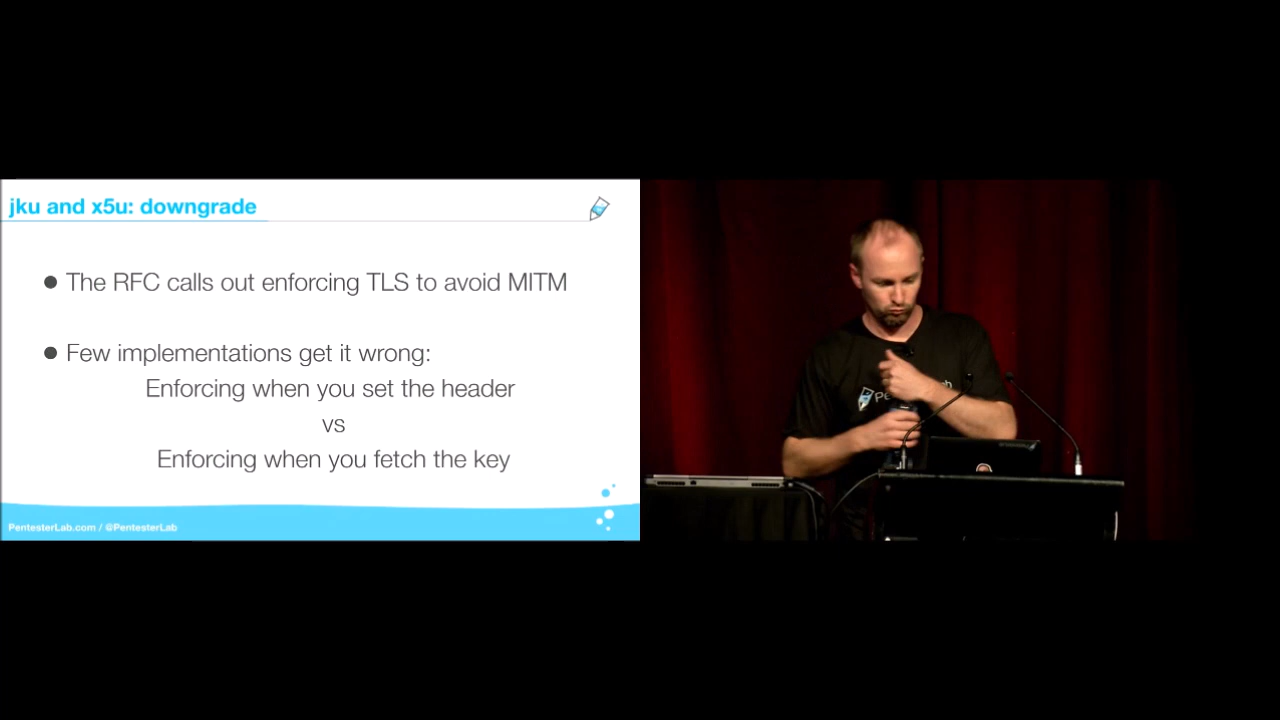 jku and x5u: downgrade
● The RFC calls out enforcing TLS to avoid MITM
● Few implementations get it wrong:
Enforcing when you set the header
vs
Enforcing when you fetch the key
PentesterLab.com / @PentesterLab